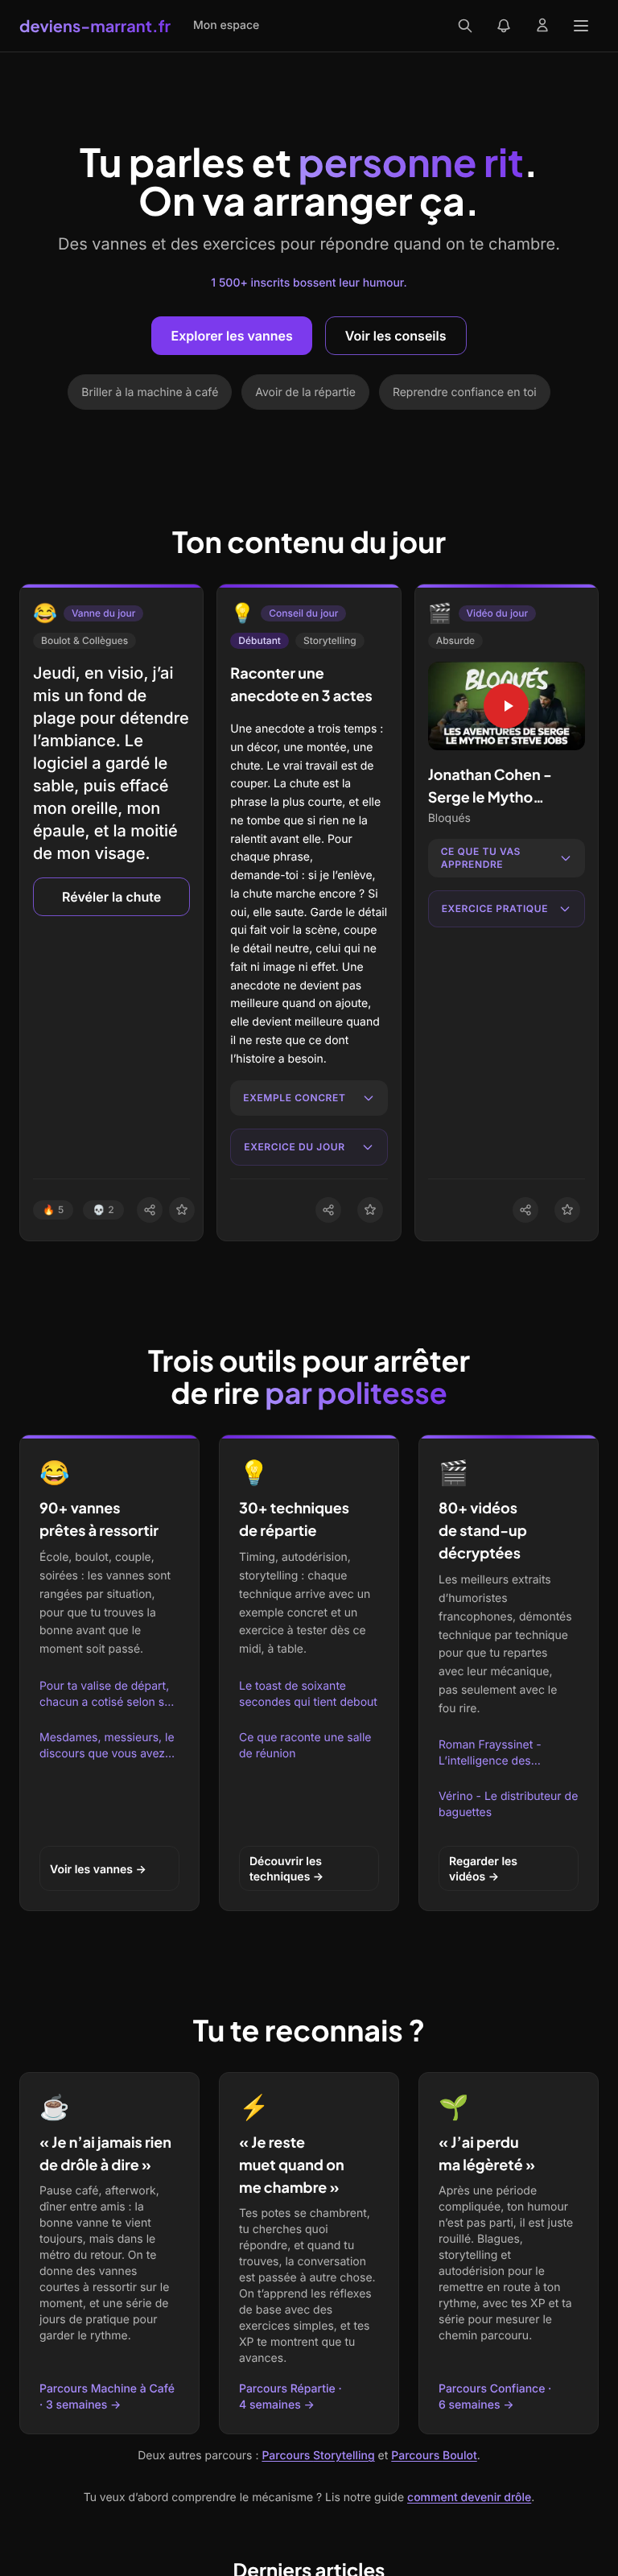 deviens-marrant.fr
Mon espace
Tu parles et personne rit.
On va arranger ça.
Des vannes et des exercices pour répondre quand on te chambre.
1 500+ inscrits bossent leur humour.
Explorer les vannes
Voir les conseils
Briller à la machine à café
Avoir de la répartie
Reprendre confiance en toi
Ton contenu du jour
Vanne du jour
Boulot & Collègues
Jeudi, en visio, j’ai
mis un fond de
plage pour détendre
l’ambiance. Le
logiciel a gardé le
sable, puis effacé
mon oreille, mon
épaule, et la moitié
de mon visage.
Révéler la chute
5
2
Conseil du jour
Débutant
Storytelling
Raconter une
anecdote en 3 actes
Une anecdote a trois temps :
un décor, une montée, une
chute. Le vrai travail est de
couper. La chute est la
phrase la plus courte, et elle
ne tombe que si rien ne la
ralentit avant elle. Pour
chaque phrase,
demande-toi : si je l’enlève,
la chute marche encore ? Si
oui, elle saute. Garde le détail
qui fait voir la scène, coupe
le détail neutre, celui qui ne
fait ni image ni effet. Une
anecdote ne devient pas
meilleure quand on ajoute,
elle devient meilleure quand
il ne reste que ce dont
l’histoire a besoin.
EXEMPLE CONCRET
EXERCICE DU JOUR
Vidéo du jour
Absurde
BLOQUÉS
LES AVENTURES DE SERGE
LE MYTHO ET STEVE JOBS
Jonathan Cohen -
Serge le Mytho…
Bloqués
CE QUE TU VAS
APPRENDRE
EXERCICE PRATIQUE
Trois outils pour arrêter
de rire par politesse
90+ vannes
prêtes à ressortir
École, boulot, couple,
soirées : les vannes sont
rangées par situation,
pour que tu trouves la
bonne avant que le
moment soit passé.
Pour ta valise de départ,
chacun a cotisé selon s…
Mesdames, messieurs, le
discours que vous avez…
Voir les vannes →
30+ techniques
de répartie
Timing, autodérision,
storytelling : chaque
technique arrive avec un
exemple concret et un
exercice à tester dès ce
midi, à table.
Le toast de soixante
secondes qui tient debout
Ce que raconte une salle
de réunion
Découvrir les
techniques →
80+ vidéos
de stand-up
décryptées
Les meilleurs extraits
d’humoristes
francophones, démontés
technique par technique
pour que tu repartes
avec leur mécanique,
pas seulement avec le
fou rire.
Roman Frayssinet -
L’intelligence des…
Vérino - Le distributeur de
baguettes
Regarder les
vidéos →
Tu te reconnais ?
« Je n’ai jamais rien
de drôle à dire »
Pause café, afterwork,
dîner entre amis : la
bonne vanne te vient
toujours, mais dans le
métro du retour. On te
donne des vannes
courtes à ressortir sur le
moment, et une série de
jours de pratique pour
garder le rythme.
Parcours Machine à Café
· 3 semaines →
« Je reste
muet quand on
me chambre »
Tes potes se chambrent,
tu cherches quoi
répondre, et quand tu
trouves, la conversation
est passée à autre chose.
On t’apprend les réflexes
de base avec des
exercices simples, et tes
XP te montrent que tu
avances.
Parcours Répartie ·
4 semaines →
« J’ai perdu
ma légèreté »
Après une période
compliquée, ton humour
n’est pas parti, il est juste
rouillé. Blagues,
storytelling et
autodérision pour le
remettre en route à ton
rythme, avec tes XP et ta
série pour mesurer le
chemin parcouru.
Parcours Confiance ·
6 semaines →
Deux autres parcours : Parcours Storytelling et Parcours Boulot.
Tu veux d’abord comprendre le mécanisme ? Lis notre guide comment devenir drôle.
Derniers articles